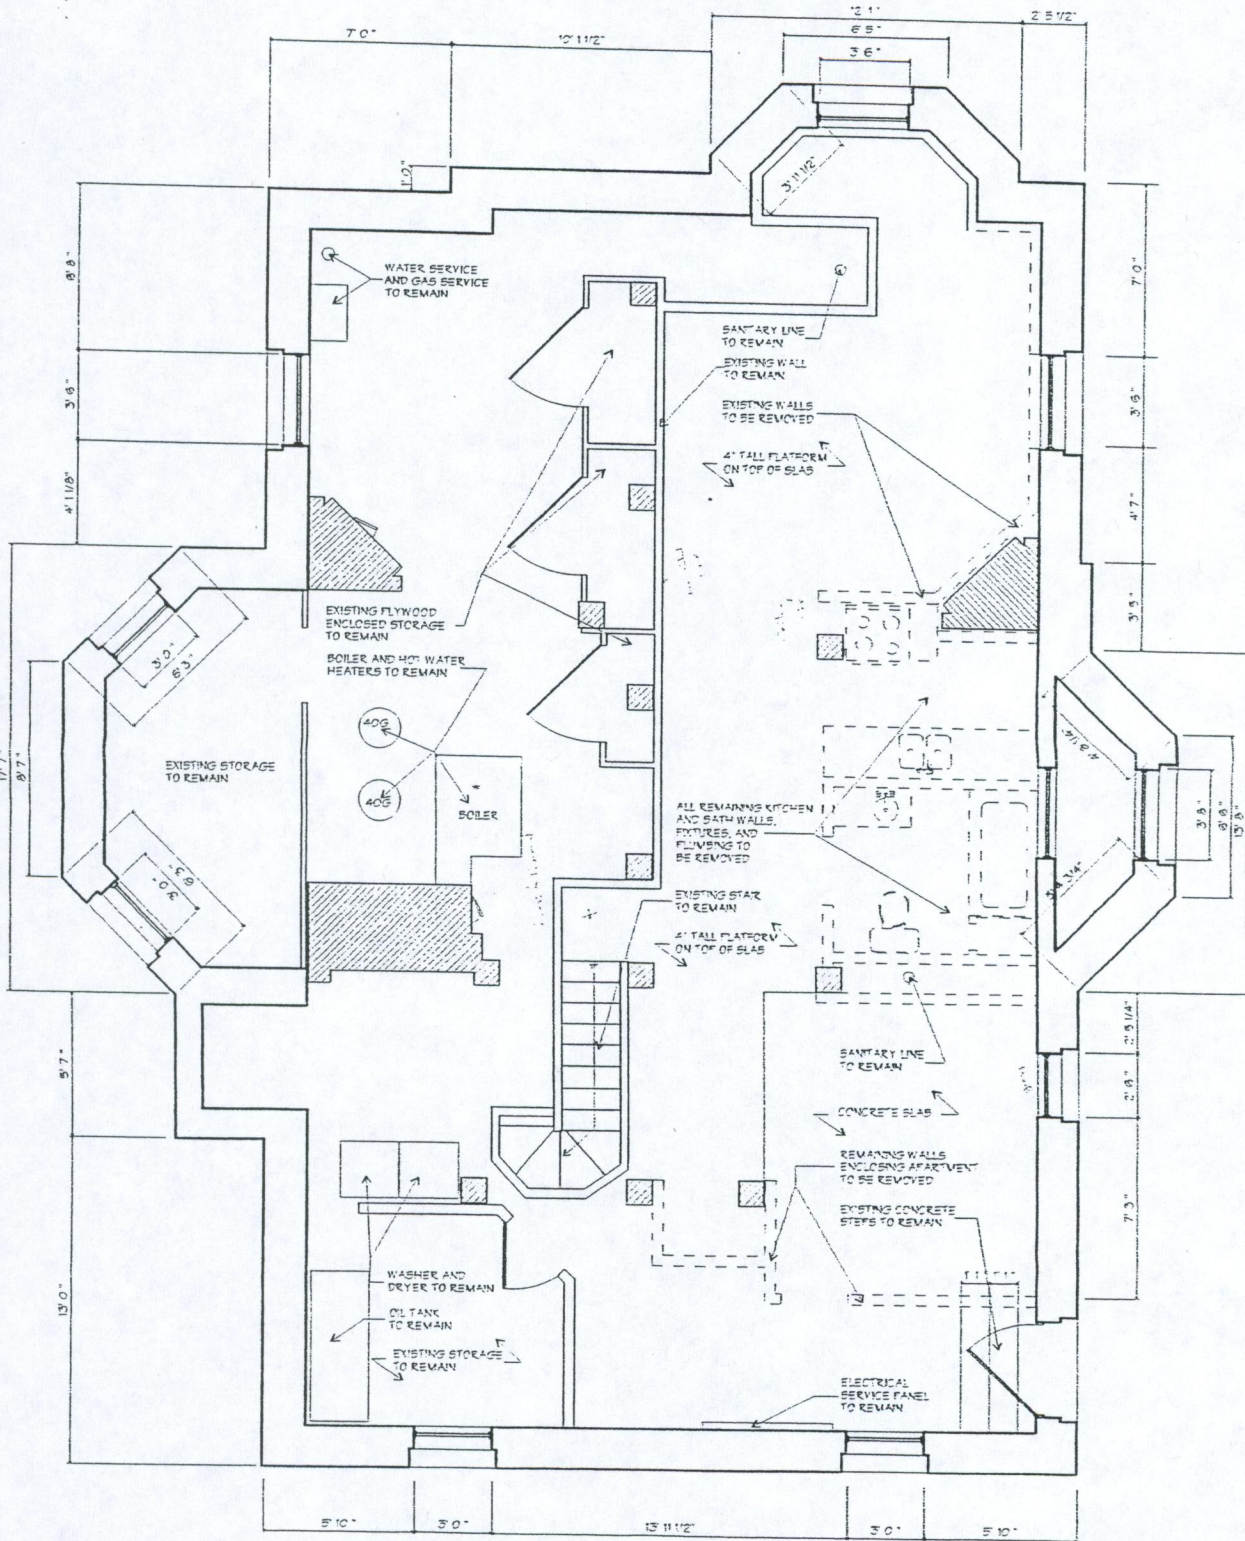 12'1"
2'5 1/2"
6'5"
7'0"
10'1 1/2"
3'6"
1'0"
3'11 1/2"
WATER SERVICE
AND GAS SERVICE
TO REMAIN
7'0"
SANITARY LINE
TO REMAIN
EXISTING WALL
TO REMAIN
3'6"
3'6"
EXISTING WALLS
TO BE REMOVED
4" TALL PLATFORM
ON TOP OF SLAB
4'7"
EXISTING PLYWOOD
ENCLOSED STORAGE
TO REMAIN
3'0"
6'3"
BOILER AND HOT WATER
HEATERS TO REMAIN
40G
8'7"
EXISTING STORAGE
TO REMAIN
40G
BOILER
ALL REMAINING KITCHEN
AND BATH WALLS,
FIXTURES, AND
PLUMBING TO
BE REMOVED
3'8"
6'8"
13'8"
3'0"
6'3"
EXISTING STAIR
TO REMAIN
4" TALL PLATFORM
ON TOP OF SLAB
2'5 1/4"
5'7"
SANITARY LINE
TO REMAIN
2'8"
CONCRETE SLAB
REMAINING WALLS
ENCLOSING APARTMENT
TO BE REMOVED
EXISTING CONCRETE
STEPS TO REMAIN
7'3"
WASHER AND
DRYER TO REMAIN
13'0"
OIL TANK
TO REMAIN
EXISTING STORAGE
TO REMAIN
ELECTRICAL
SERVICE PANEL
TO REMAIN
5'10"
3'0"
13'11 1/2"
3'0"
5'10"